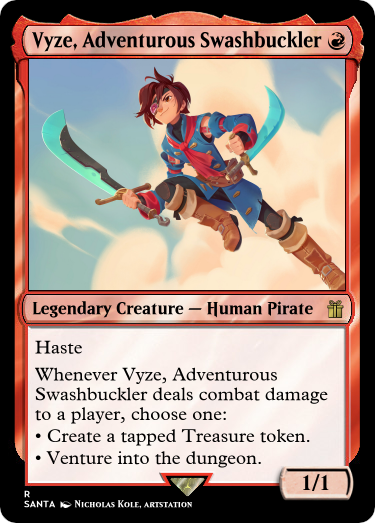 Vyze, Adventurous Swashbuckler
Legendary Creature — Human Pirate
Haste
Whenever Vyze, Adventurous
Swashbuckler deals combat damage
to a player, choose one:
• Create a tapped Treasure token.
• Venture into the dungeon.
1/1
R
SANTA Nicholas Kole, artstation